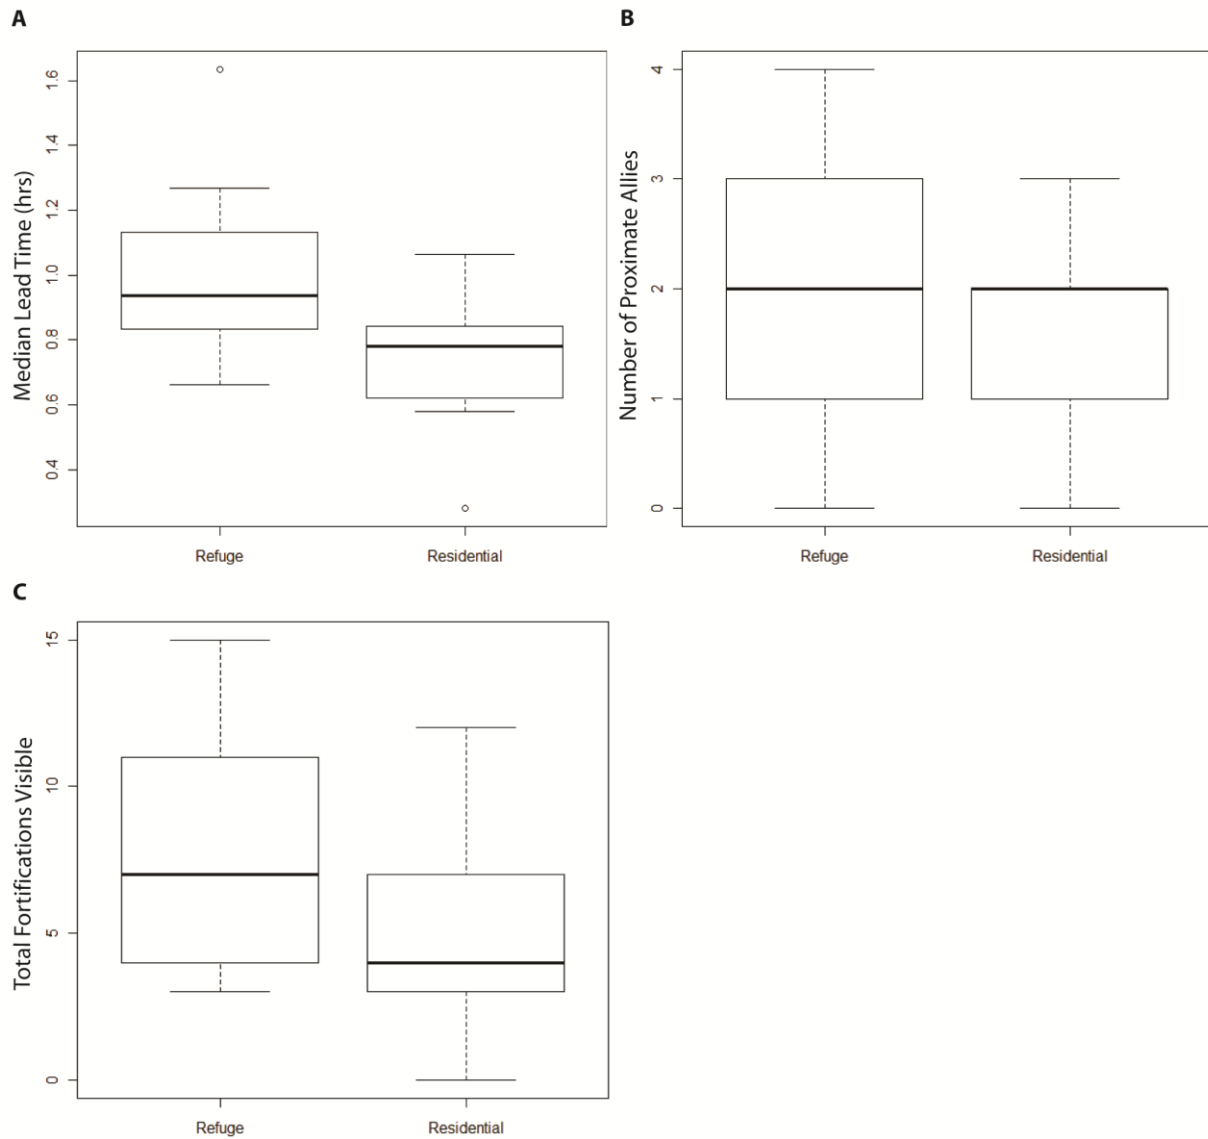 A
Median Lead Time (hrs)
1.6
1.4
1.2
1.0
0.8
0.6
0.4
Refuge Residential
B
Number of Proximate Allies
4
3
2
1
0
Refuge Residential
C
Total Fortifications Visible
15
10
5
0
Refuge Residential